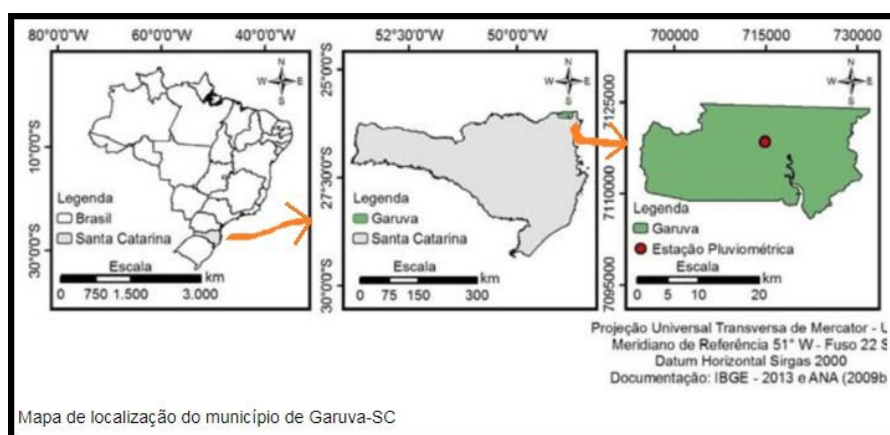 80°0'0"W 60°0'0"W 40°0'0"W
10°0'0"S
30°0'0"S
N
W E
S
Legenda
Brasil
Santa Catarina
Escala
km
0 750 1.500 3.000
52°30'0"W 50°0'0"W
25°0'0"S
27°30'0"S
30°0'0"S
N
W E
S
Legenda
Garuva
Santa Catarina
Escala
km
0 75 150 300
700000 715000 730000
7125000
7110000
7095000
N
W E
S
Legenda
Garuva
Estação Pluviométrica
Escala
km
0 5 10 20
Projeção Universal Transversa de Mercator - U
Meridiano de Referência 51° W - Fuso 22 S
Datum Horizontal Sirgas 2000
Documentação: IBGE - 2013 e ANA (2009b
Mapa de localização do município de Garuva-SC